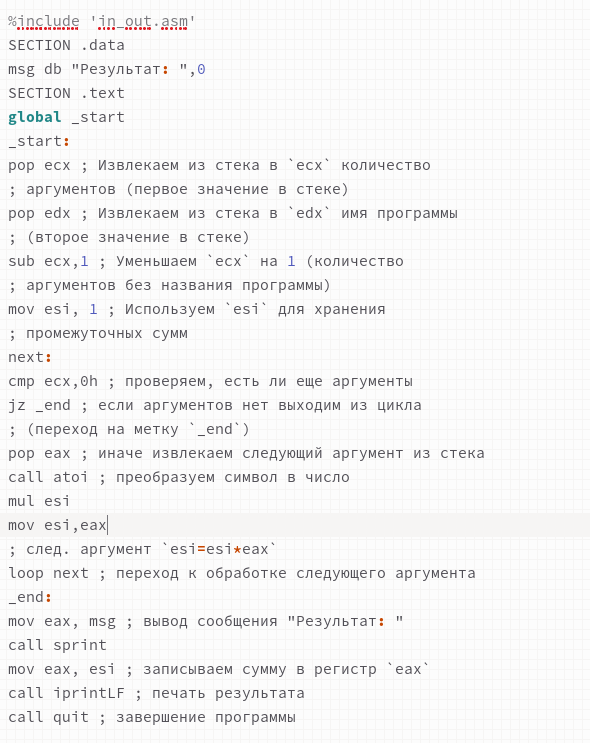 %include 'in_out.asm'
SECTION .data
msg db "Результат: ",0
SECTION .text
global _start
_start:
pop ecx ; Извлекаем из стека в `ecx` количество
; аргументов (первое значение в стеке)
pop edx ; Извлекаем из стека в `edx` имя программы
; (второе значение в стеке)
sub ecx,1 ; Уменьшаем `ecx` на 1 (количество
; аргументов без названия программы)
mov esi, 1 ; Используем `esi` для хранения
; промежуточных сумм
next:
cmp ecx,0h ; проверяем, есть ли еще аргументы
jz _end ; если аргументов нет выходим из цикла
; (переход на метку `_end`)
pop eax ; иначе извлекаем следующий аргумент из стека
call atoi ; преобразуем символ в число
mul esi
mov esi,eax
; след. аргумент `esi=esi*eax`
loop next ; переход к обработке следующего аргумента
_end:
mov eax, msg ; вывод сообщения "Результат: "
call sprint
mov eax, esi ; записываем сумму в регистр `eax`
call iprintLF ; печать результата
call quit ; завершение программы